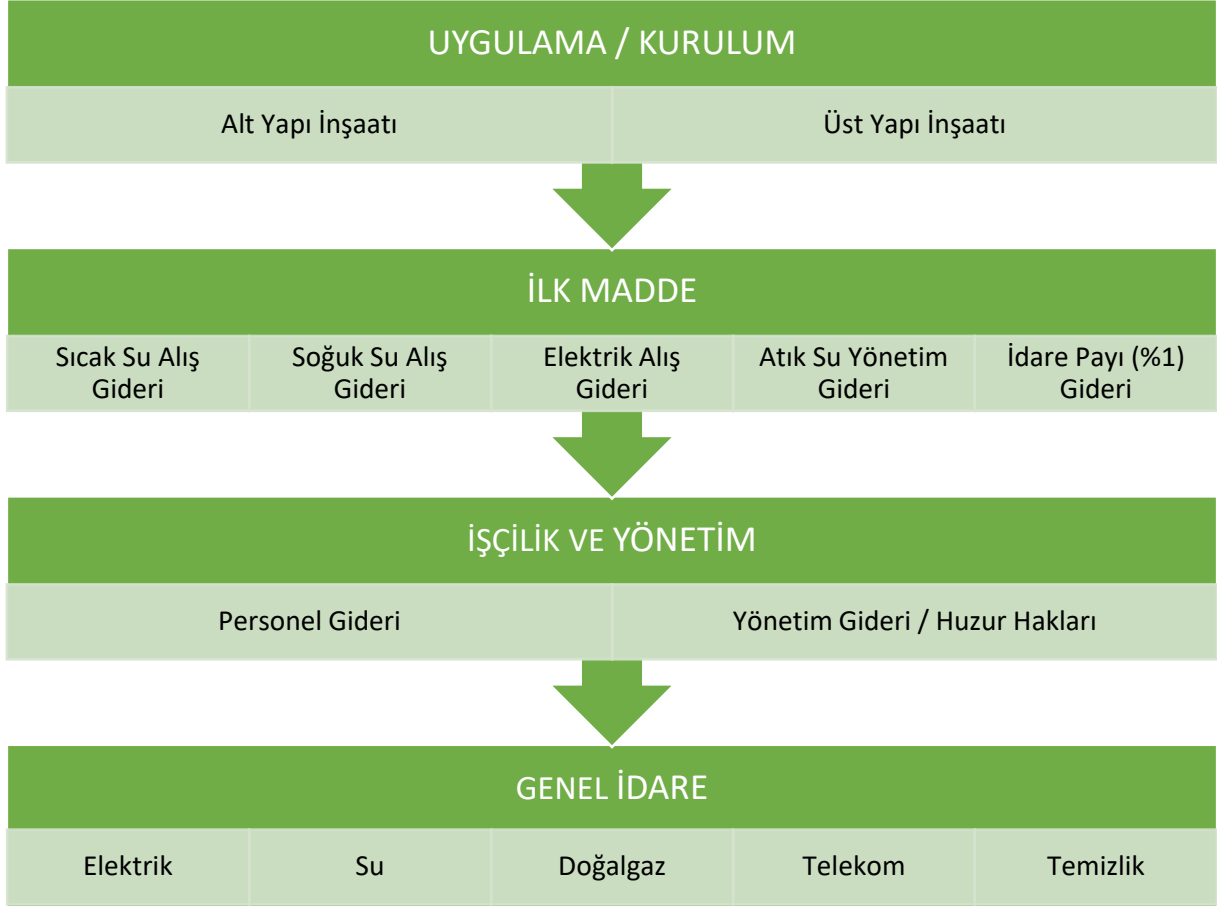 UYGULAMA / KURULUM
Alt Yapı İnşaatı
Üst Yapı İnşaatı
İLK MADDE
Sıcak Su Alış
Gideri
Soğuk Su Alış
Gideri
Elektrik Alış
Gideri
Atık Su Yönetim
Gideri
İdare Payı (%1)
Gideri
İŞÇİLİK VE YÖNETİM
Personel Gideri
Yönetim Gideri / Huzur Hakları
GENEL İDARE
Elektrik
Su
Doğalgaz
Telekom
Temizlik